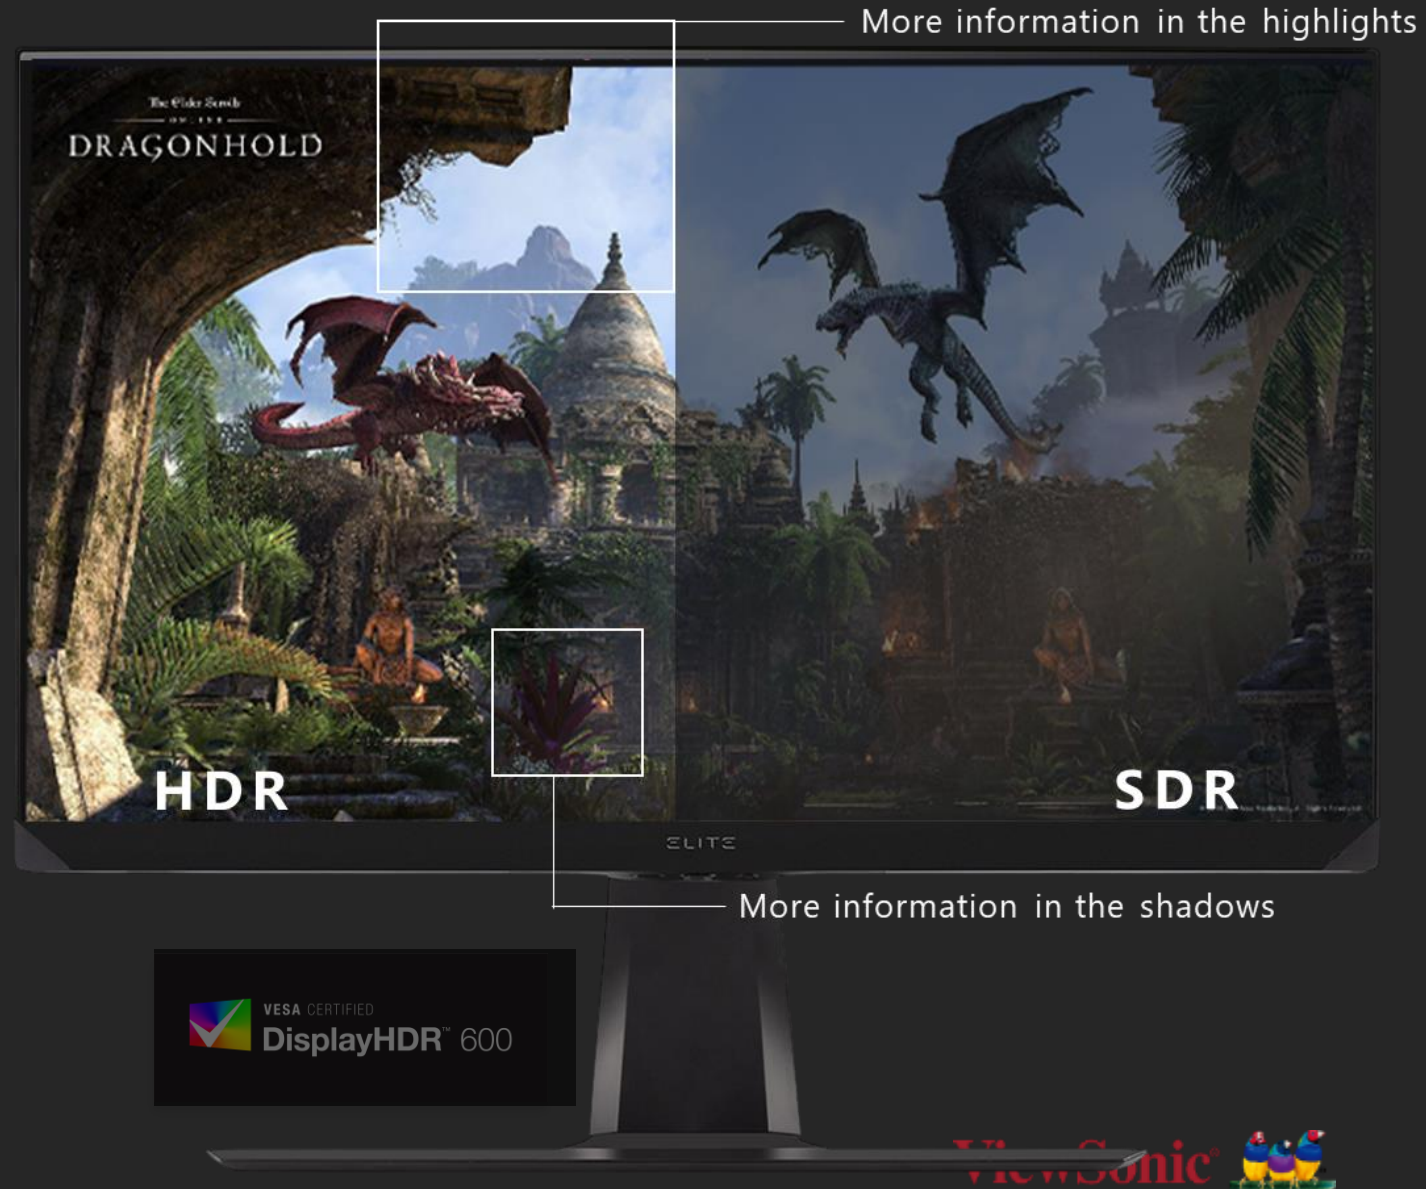 More information in the highlights
The Elder Scrolls
ONLINE
DRAGONHOLD
HDR
SDR
ELITE
More information in the shadows
VESA CERTIFIED
DisplayHDR™ 600
ViewSonic®